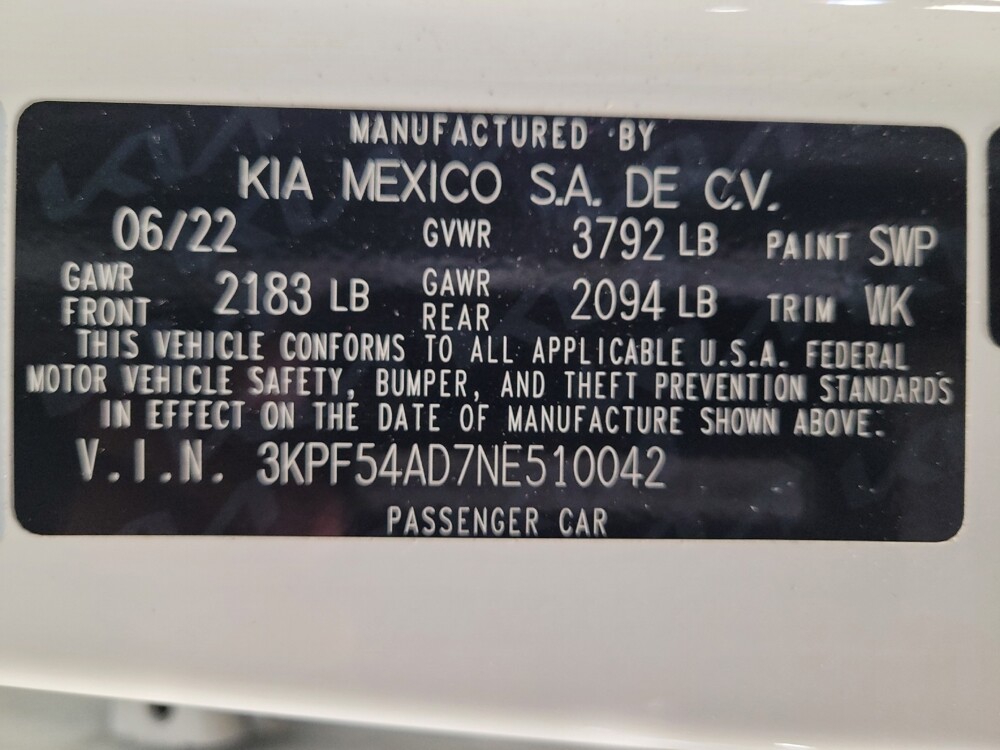 MANUFACTURED BY
KIA MEXICO S.A. DE C.V.
06/22 GVWR 3792 LB PAINT SWP
GAWR FRONT 2183 LB GAWR REAR 2094 LB TRIM WK
THIS VEHICLE CONFORMS TO ALL APPLICABLE U.S.A. FEDERAL
MOTOR VEHICLE SAFETY, BUMPER, AND THEFT PREVENTION STANDARDS
IN EFFECT ON THE DATE OF MANUFACTURE SHOWN ABOVE.
V.I.N. 3KPF54AD7NE510042
PASSENGER CAR